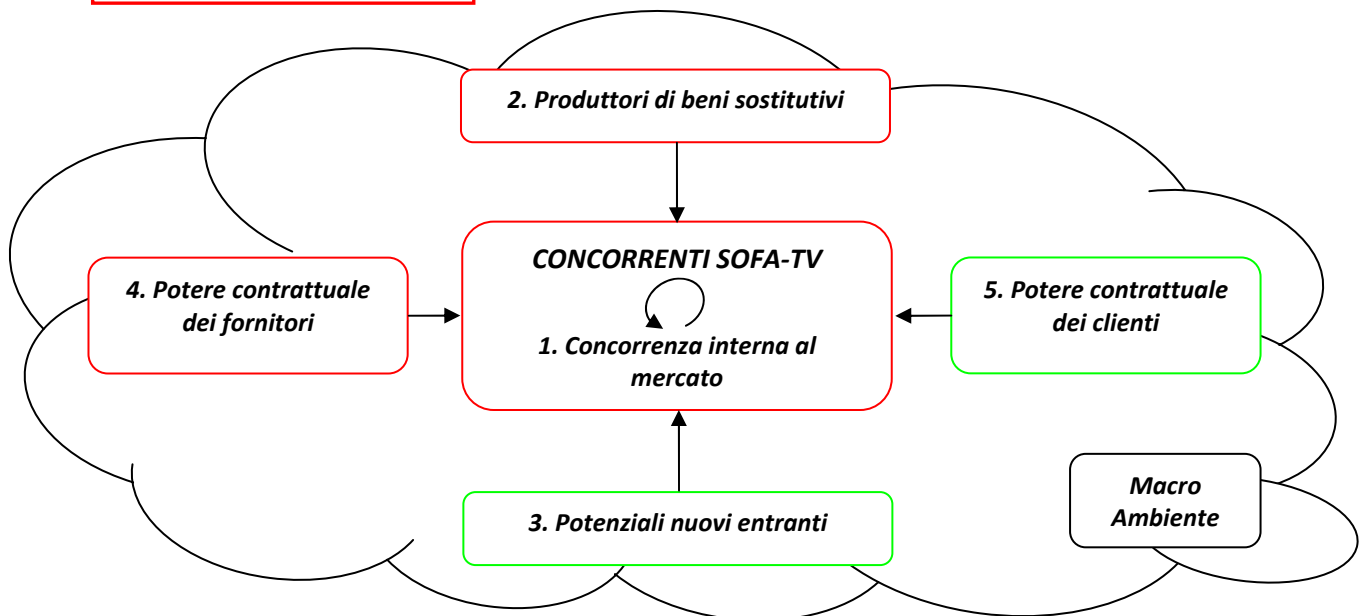 2. Produttori di beni sostitutivi
CONCORRENTI SOFA-TV
4. Potere contrattuale
dei fornitori
5. Potere contrattuale
dei clienti
1. Concorrenza interna al
mercato
3. Potenziali nuovi entranti
Macro
Ambiente